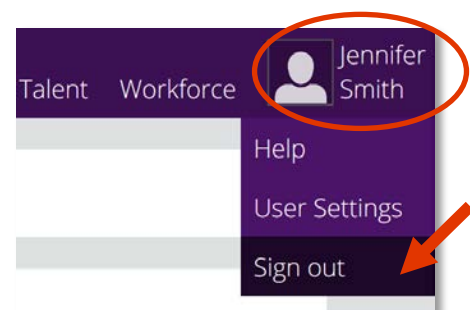 Jennifer
Talent Workforce Smith
Help
User Settings
Sign out